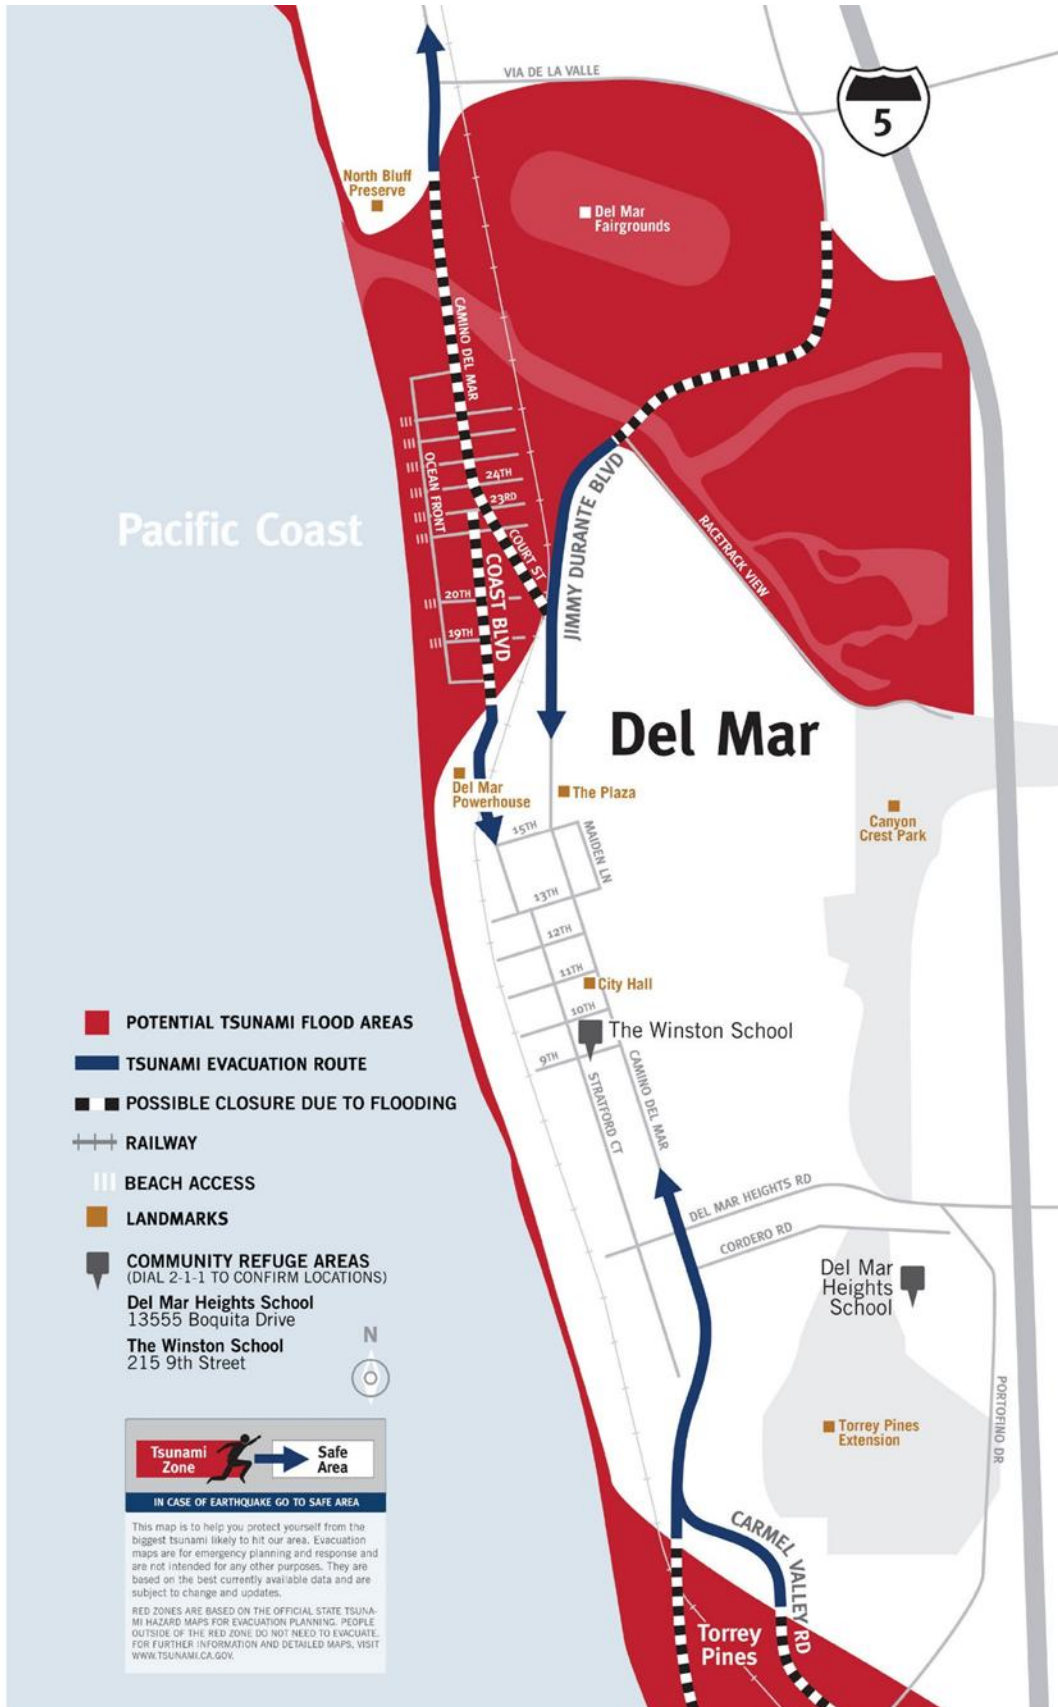 VIA DE LA VALLE
5
North Bluff
Preserve
Del Mar
Fairgrounds
CAMINO DEL MAR
OCEAN FRONT
24TH
23RD
COURT ST
Pacific Coast
JIMMY DURANTE BLVD
RACETRACK VIEW
20TH
COAST BLVD
19TH
Del Mar
Del Mar
Powerhouse
The Plaza
Canyon
Crest Park
15TH
MAIDEN LN
13TH
12TH
11TH
City Hall
10TH
The Winston School
9TH
STRATFORD CT
CAMINO DEL MAR
DEL MAR HEIGHTS RD
CORDERO RD
Del Mar
Heights
School
PORTOFINO DR
Torrey Pines
Extension
CARMEL VALLEY RD
Torrey
Pines
POTENTIAL TSUNAMI FLOOD AREAS
TSUNAMI EVACUATION ROUTE
POSSIBLE CLOSURE DUE TO FLOODING
RAILWAY
BEACH ACCESS
LANDMARKS
COMMUNITY REFUGE AREAS
(DIAL 2-1-1 TO CONFIRM LOCATIONS)
Del Mar Heights School
13555 Boquita Drive
The Winston School
215 9th Street
N
Tsunami
Zone
Safe
Area
IN CASE OF EARTHQUAKE GO TO SAFE AREA
This map is to help you protect yourself from the
biggest tsunami likely to hit our area. Evacuation
maps are for emergency planning and response and
are not intended for any other purposes. They are
based on the best currently available data and are
subject to change and updates.
RED ZONES ARE BASED ON THE OFFICIAL STATE TSUNA-
MI HAZARD MAPS FOR EVACUATION PLANNING. PEOPLE
OUTSIDE OF THE RED ZONE DO NOT NEED TO EVACUATE.
FOR FURTHER INFORMATION AND DETAILED MAPS, VISIT
WWW.TSUNAMI.CA.GOV.